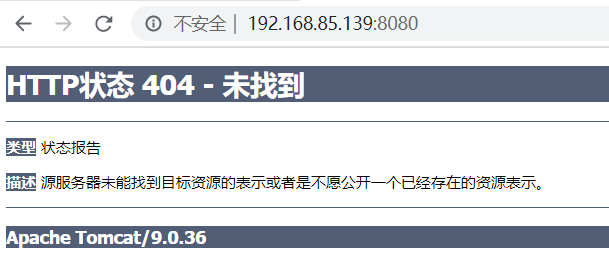 不安全 | 192.168.85.139:8080
HTTP状态 404 - 未找到
类型 状态报告
描述 源服务器未能找到目标资源的表示或者是不愿公开一个已经存在的资源表示。
Apache Tomcat/9.0.36